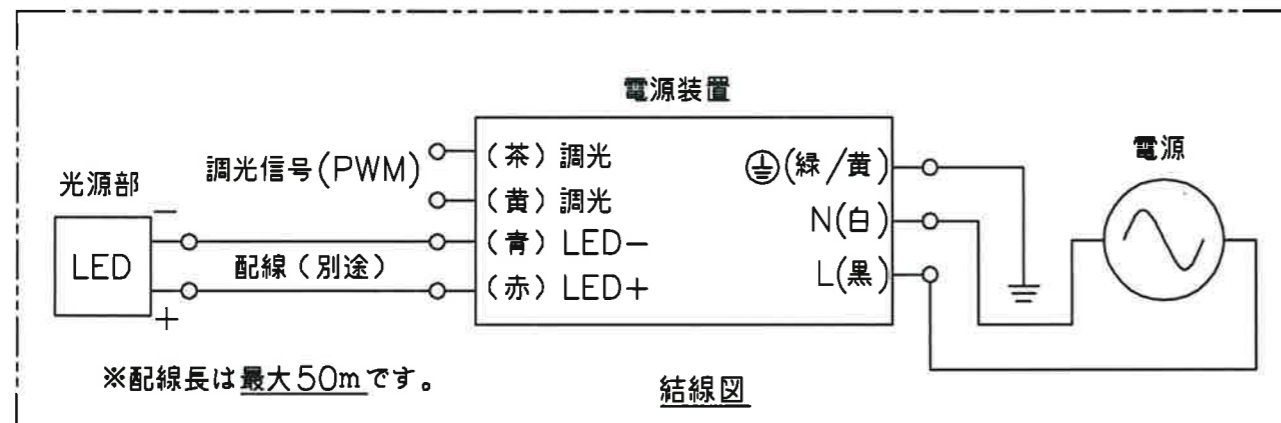 電源装置
電源
光源部
調光信号(PWM)
(茶)調光
(黄)調光
(青)LED−
(赤)LED+
(緑/黄)
N(白)
L(黒)
−
LED
+
配線(別途)
※配線長は最大50mです。
結線図